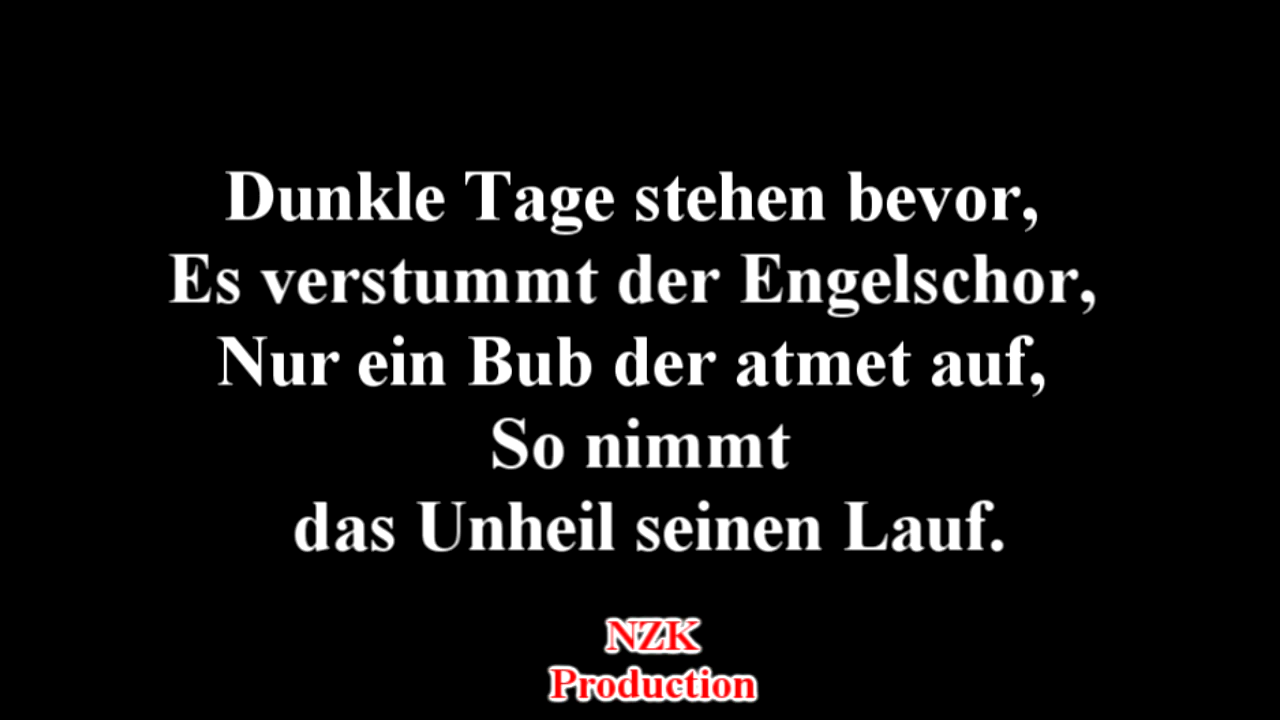 Dunkle Tage stehen bevor,
Es verstummt der Engelschor,
Nur ein Bub der atmet auf,
So nimmt
das Unheil seinen Lauf.
NZK
Production